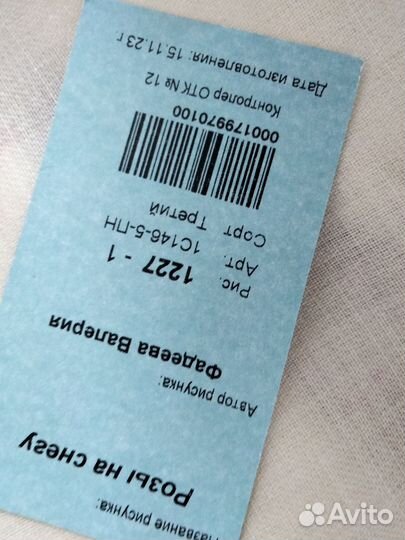 Название рисунка:
Розы на снегу
Автор рисунка:
Фадеева Валерия
Рис. 1227 - 1
Арт. 1С146-5-ПН
Сорт Третий
000179970100
Контролер ОТК № 12
Дата изготовления: 15.11.23 г
Avito